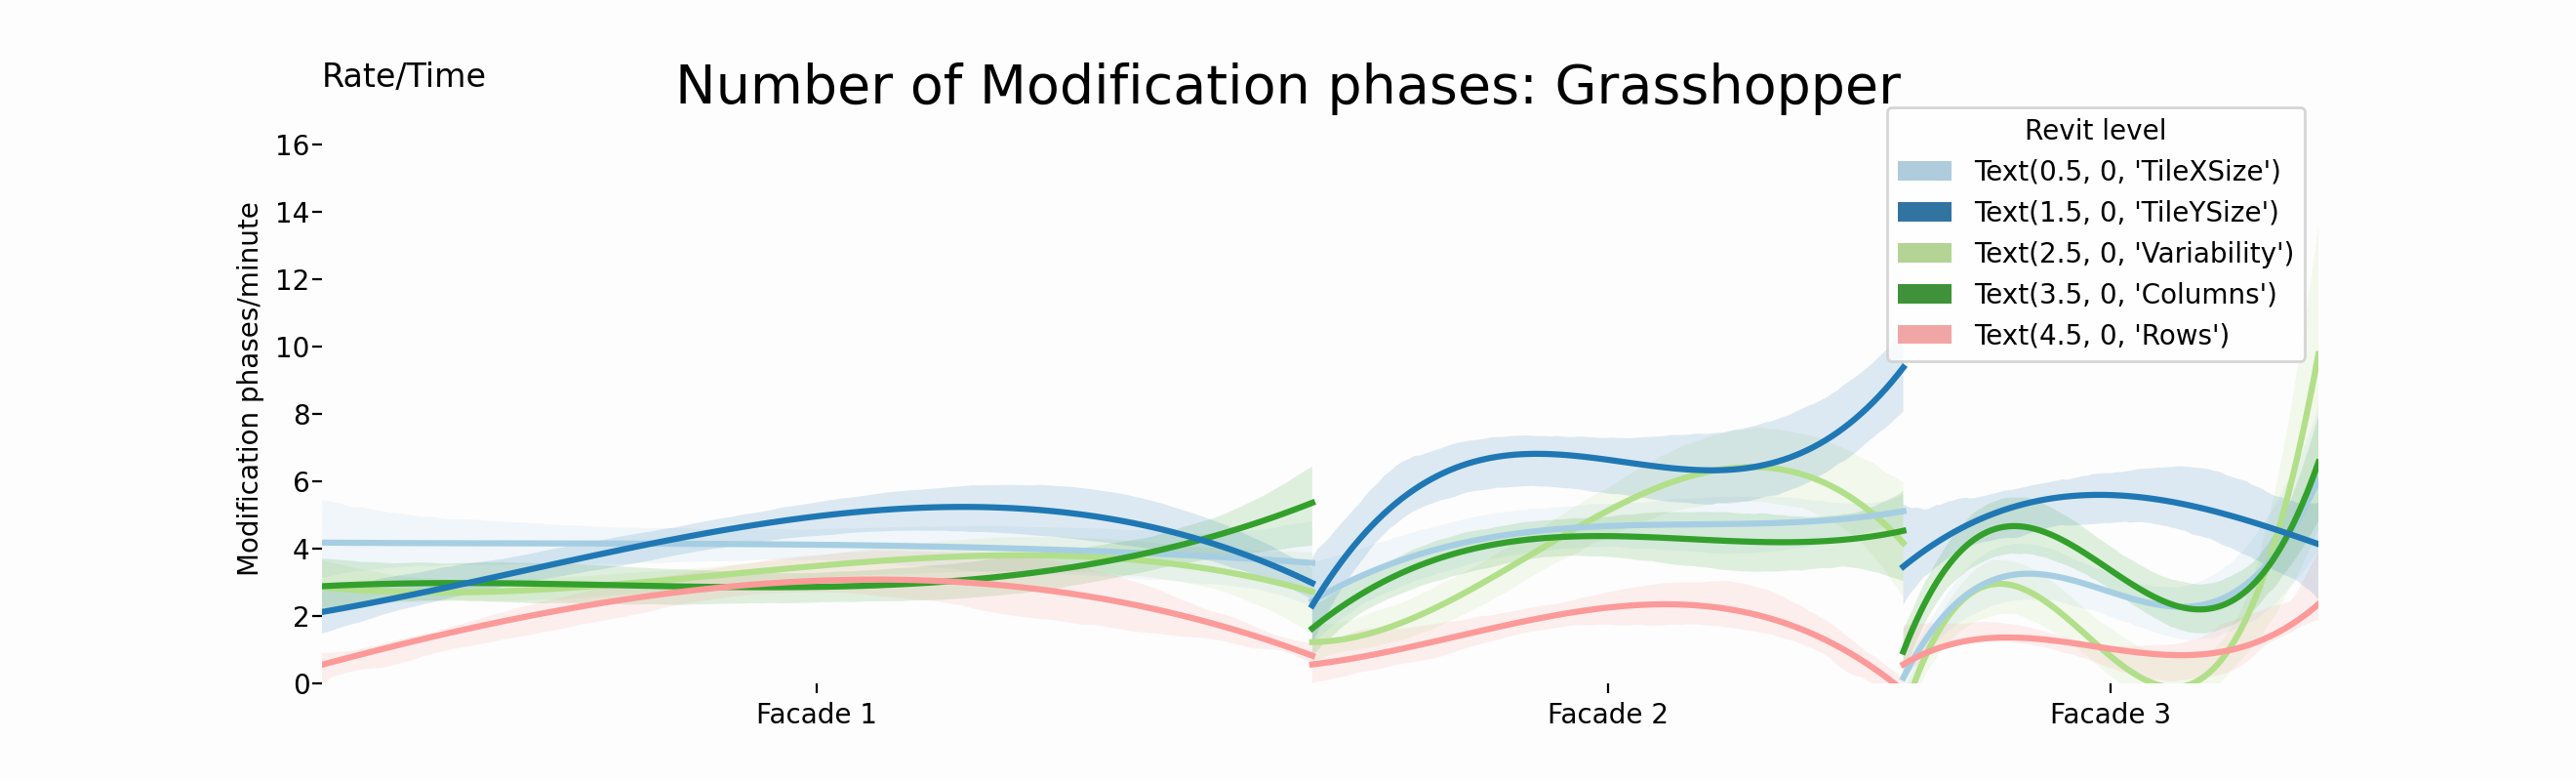 Rate/Time
Number of Modification phases: Grasshopper
Modification phases/minute
16
14
12
10
8
6
4
2
0
Revit level
Text(0.5, 0, 'TileXSize')
Text(1.5, 0, 'TileYSize')
Text(2.5, 0, 'Variability')
Text(3.5, 0, 'Columns')
Text(4.5, 0, 'Rows')
Facade 1
Facade 2
Facade 3